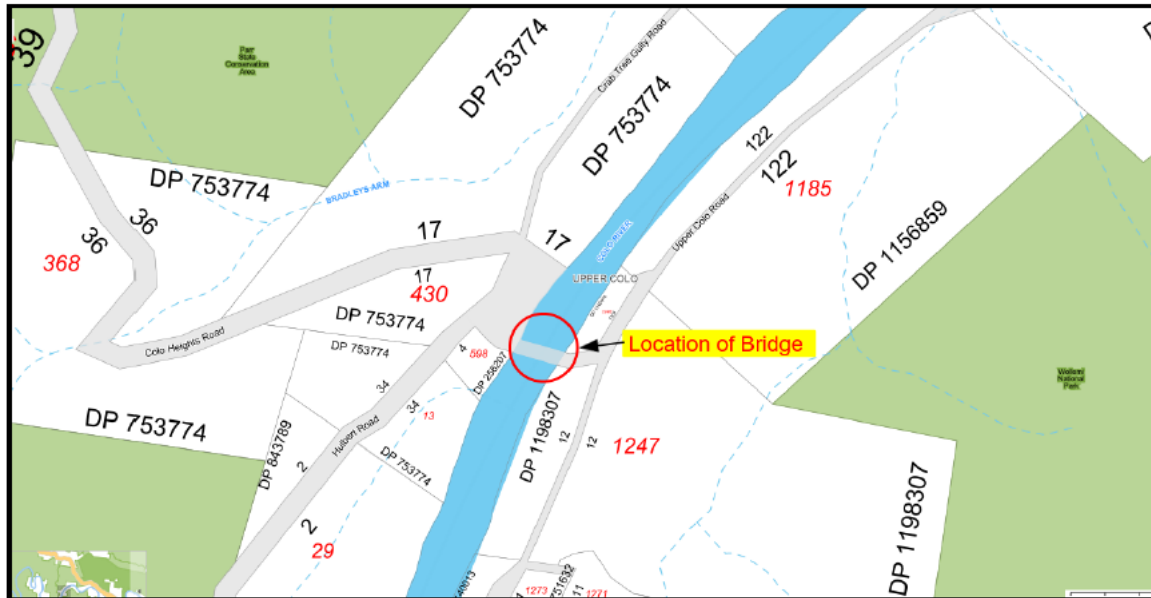 39
Parr
State
Conservation
Area
DP 753774
Crab Tree Gully Road
DP 753774
122
122
1185
DP 753774
BRADLEYS ARM
36
36
368
17
17
17
430
COLO RIVER
UPPER COLO
Upper Colo Road
DP 1156859
DP 753774
Colo Heights Road
DP 753774
4
598
DP 258207
Location of Bridge
34
34
13
Wollemi
National
Park
DP 753774
DP 843789
2
Hulbert Road
DP 753774
DP 1198307
12
12
1247
DP 1198307
2
29
1273
11
1271